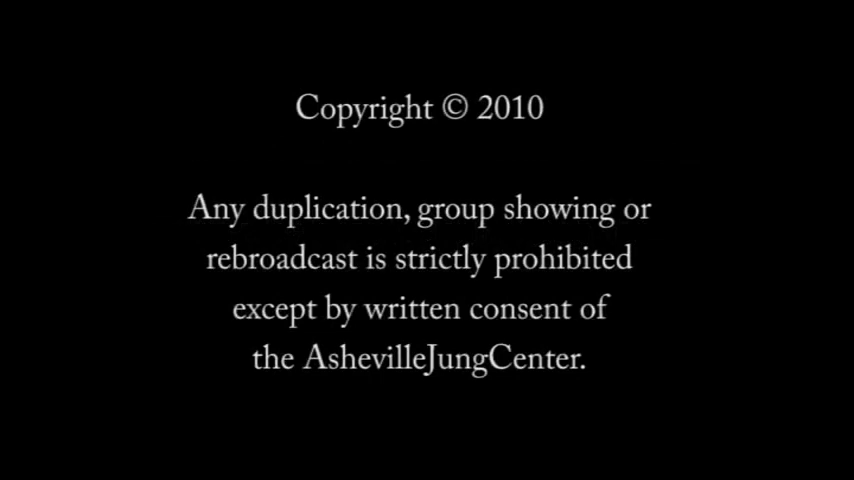 Copyright © 2010
Any duplication, group showing or
rebroadcast is strictly prohibited
except by written consent of
the AshevilleJungCenter.